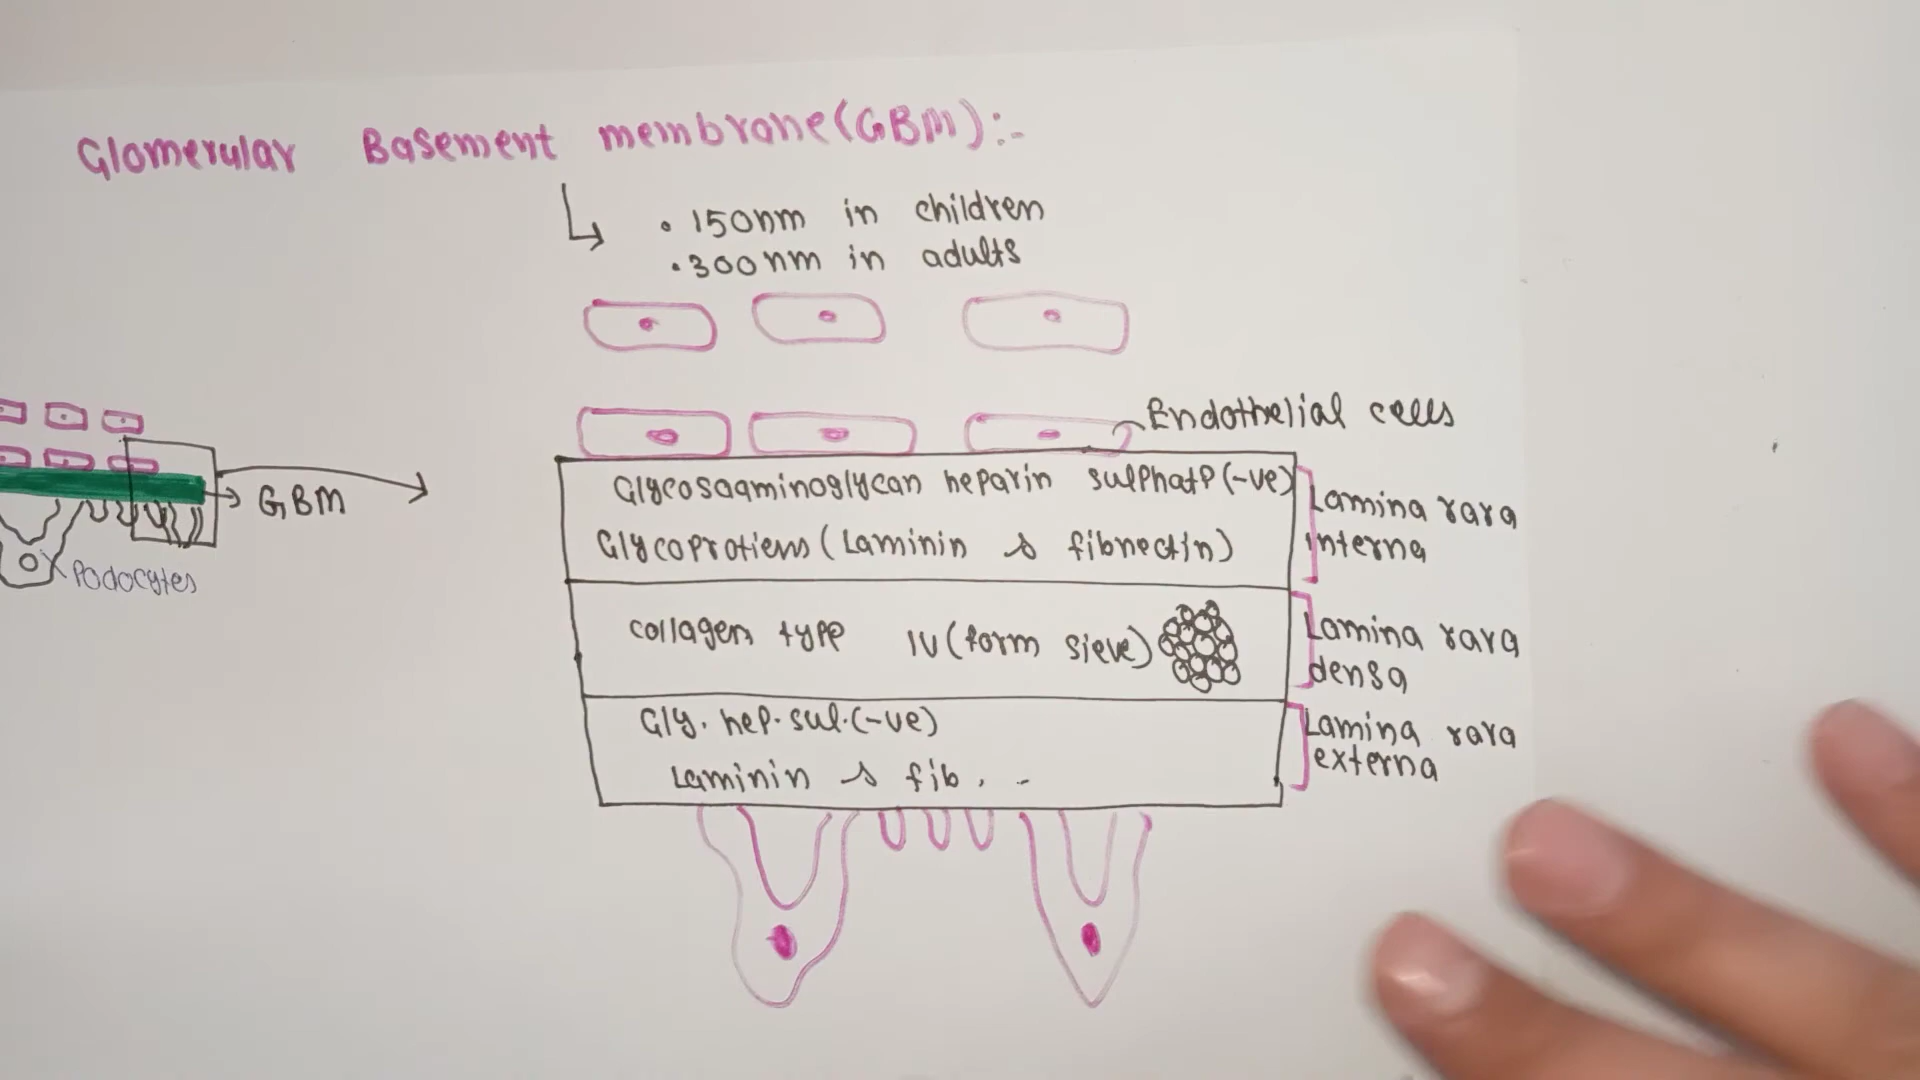 Glomerular Basement membrane(GBM):-
• 150nm in children
• 300nm in adults
Endothelial cells
Glycosaaminoglycan heparin sulphate (-ve)
Glycoprotiens (Laminin & fibnectin)
Lamina rara
interna
collagen type IV (form sieve)
Lamina rara
densa
Gly. hep. sul. (-ve)
Laminin & fib. -
Lamina rara
externa
GBM
Podocytes